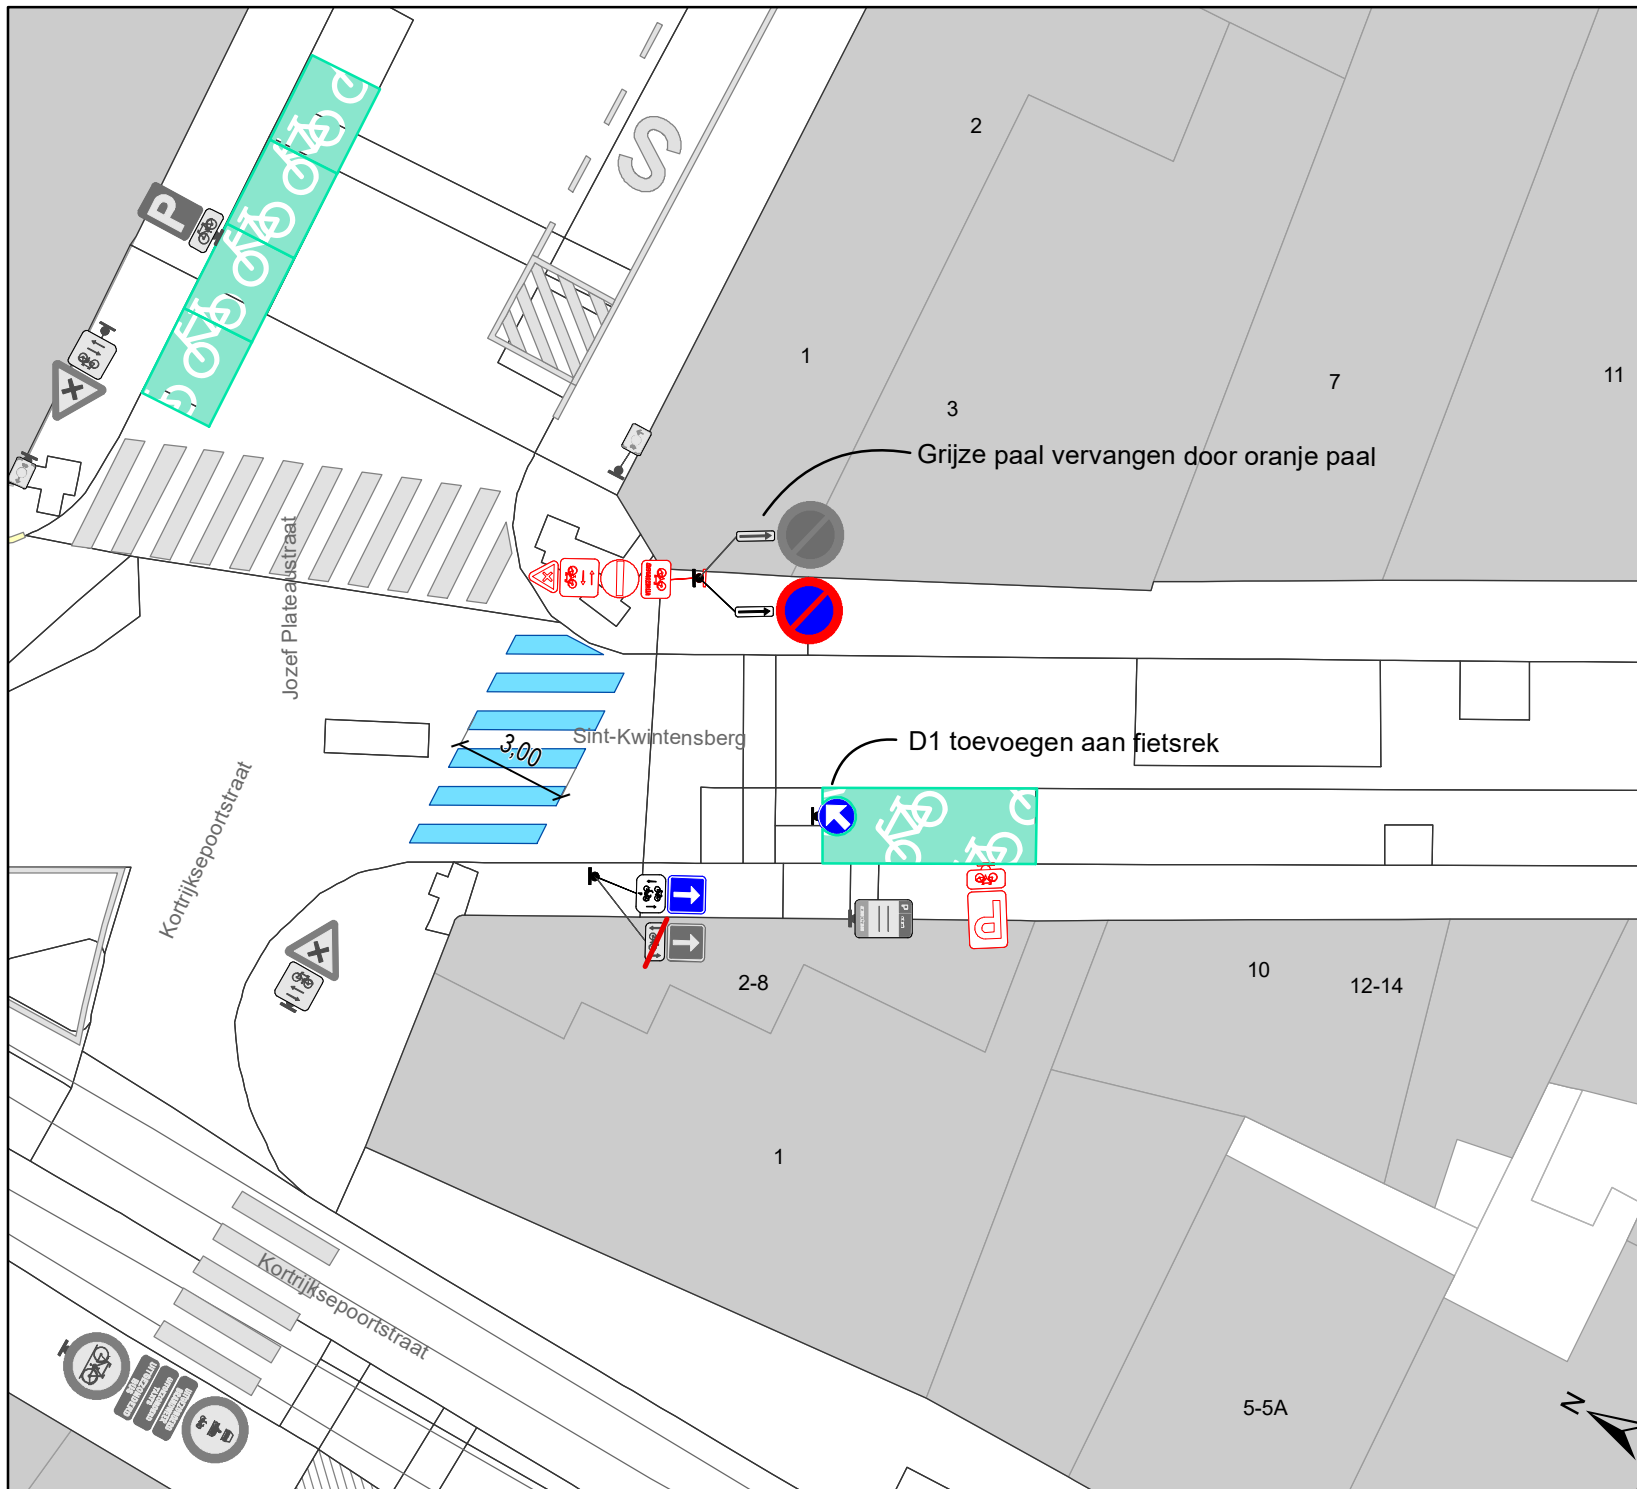 2
S
P
1
7
11
3
Grijze paal vervangen door oranje paal
Jozef Plateaustraat
3,00
Sint-Kwintensberg
D1 toevoegen aan fietsrek
Kortrijksepoortstraat
P
P
2-8
10
12-14
1
Kortrijksepoortstraat
5-5A
N